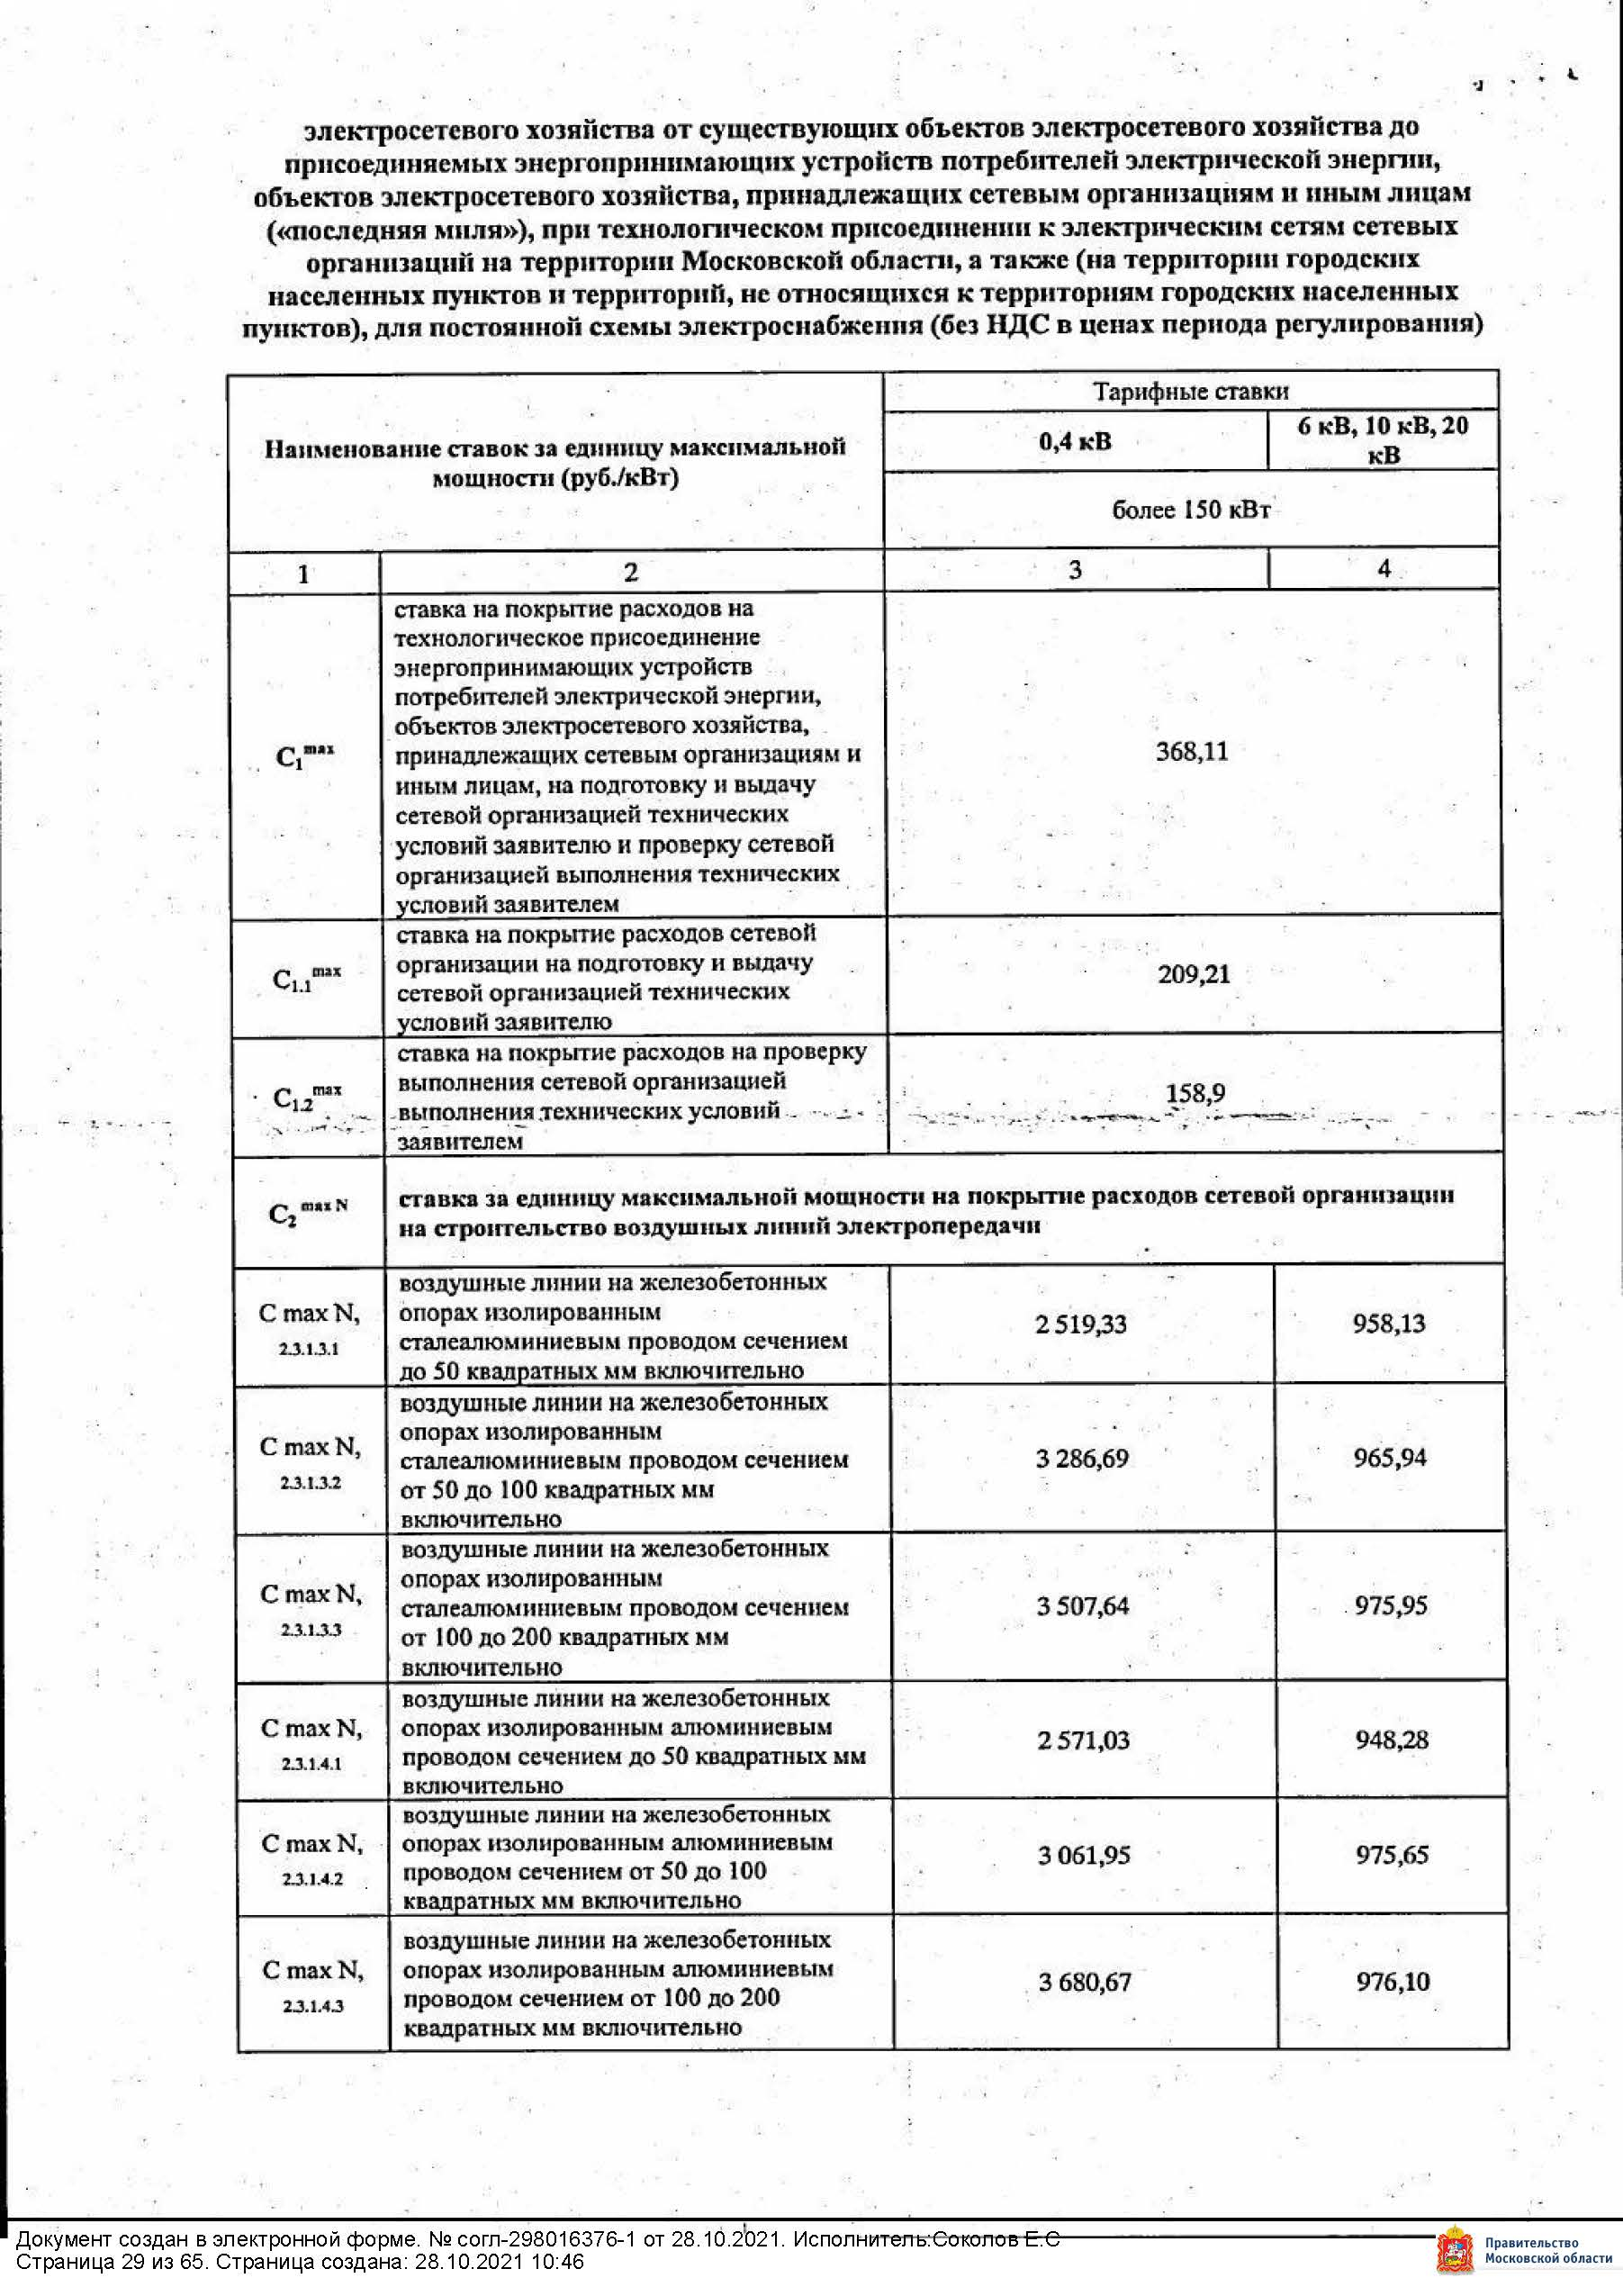 электросетевого хозяйства от существующих объектов электросетевого хозяйства до
присоединяемых энергопринимающих устройств потребителей электрической энергии,
объектов электросетевого хозяйства, принадлежащих сетевым организациям и иным лицам
(«последняя миля»), при технологическом присоединении к электрическим сетям сетевых
организаций на территории Московской области, а также (на территории городских
населенных пунктов и территорий, не относящихся к территориям городских населенных
пунктов), для постоянной схемы электроснабжения (без НДС в ценах периода регулирования)
Наименование ставок за единицу максимальной
мощности (руб./кВт)
Тарифные ставки
0,4 кВ
6 кВ, 10 кВ, 20
кВ
более 150 кВт
1
2
3
4
C1 max
ставка на покрытие расходов на
технологическое присоединение
энергопринимающих устройств
потребителей электрической энергии,
объектов электросетевого хозяйства,
принадлежащих сетевым организациям и
иным лицам, на подготовку и выдачу
сетевой организацией технических
условий заявителю и проверку сетевой
организацией выполнения технических
условий заявителем
368,11
C1.1 max
ставка на покрытие расходов сетевой
организации на подготовку и выдачу
сетевой организацией технических
условий заявителю
209,21
C1.2 max
ставка на покрытие расходов на проверку
выполнения сетевой организацией
выполнения технических условий
заявителем
158,9
C2 max N
ставка за единицу максимальной мощности на покрытие расходов сетевой организации
на строительство воздушных линий электропередачи
C max N,
2.3.1.3.1
воздушные линии на железобетонных
опорах изолированным
сталеалюминиевым проводом сечением
до 50 квадратных мм включительно
2 519,33
958,13
C max N,
2.3.1.3.2
воздушные линии на железобетонных
опорах изолированным
сталеалюминиевым проводом сечением
от 50 до 100 квадратных мм
включительно
3 286,69
965,94
C max N,
2.3.1.3.3
воздушные линии на железобетонных
опорах изолированным
сталеалюминиевым проводом сечением
от 100 до 200 квадратных мм
включительно
3 507,64
975,95
C max N,
2.3.1.4.1
воздушные линии на железобетонных
опорах изолированным алюминиевым
проводом сечением до 50 квадратных мм
включительно
2 571,03
948,28
C max N,
2.3.1.4.2
воздушные линии на железобетонных
опорах изолированным алюминиевым
проводом сечением от 50 до 100
квадратных мм включительно
3 061,95
975,65
C max N,
2.3.1.4.3
воздушные линии на железобетонных
опорах изолированным алюминиевым
проводом сечением от 100 до 200
квадратных мм включительно
3 680,67
976,10
Документ создан в электронной форме. № согл-298016376-1 от 28.10.2021. Исполнитель:Соколов Е.С
Страница 29 из 65. Страница создана: 28.10.2021 10:46
Правительство
Московской области